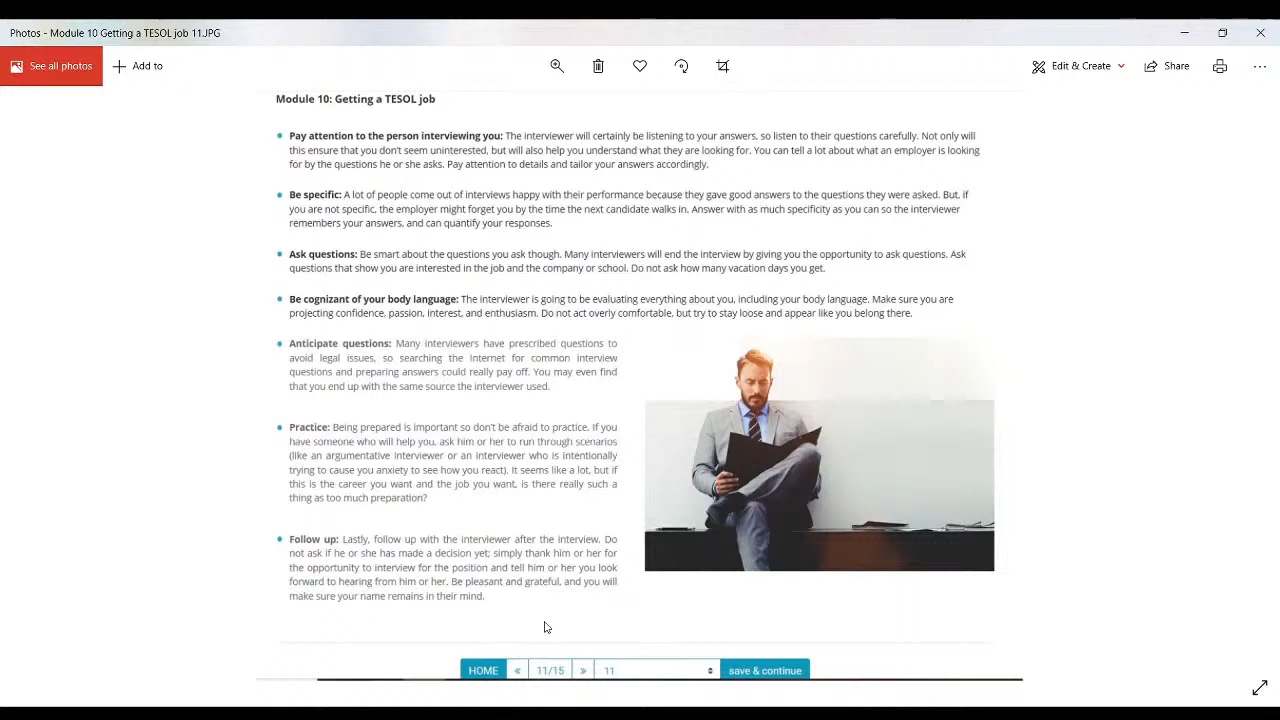 Photos - Module 10 Getting a TESOL job 11.JPG
See all photos
Add to
Edit & Create
Share
Module 10: Getting a TESOL job
Pay attention to the person interviewing you: The interviewer will certainly be listening to your answers, so listen to their questions carefully. Not only will
this ensure that you don't seem uninterested, but will also help you understand what they are looking for. You can tell a lot about what an employer is looking
for by the questions he or she asks. Pay attention to details and tailor your answers accordingly.
Be specific: A lot of people come out of interviews happy with their performance because they gave good answers to the questions they were asked. But, if
you are not specific, the employer might forget you by the time the next candidate walks in. Answer with as much specificity as you can so the interviewer
remembers your answers, and can quantify your responses.
Ask questions: Be smart about the questions you ask though. Many interviewers will end the interview by giving you the opportunity to ask questions. Ask
questions that show you are interested in the job and the company or school. Do not ask how many vacation days you get.
Be cognizant of your body language: The interviewer is going to be evaluating everything about you, including your body language. Make sure you are
projecting confidence, passion, interest, and enthusiasm. Do not act overly comfortable, but try to stay loose and appear like you belong there.
Anticipate questions: Many interviewers have prescribed questions to
avoid legal issues, so searching the Internet for common interview
questions and preparing answers could really pay off. You may even find
that you end up with the same source the interviewer used.
Practice: Being prepared is important so don't be afraid to practice. If you
have someone who will help you, ask him or her to run through scenarios
(like an argumentative interviewer or an interviewer who is intentionally
trying to cause you anxiety to see how you react). It seems like a lot, but if
this is the career you want and the job you want, is there really such a
thing as too much preparation?
Follow up: Lastly, follow up with the interviewer after the interview. Do
not ask if he or she has made a decision yet; simply thank him or her for
the opportunity to interview for the position and tell him or her you look
forward to hearing from him or her. Be pleasant and grateful, and you will
make sure your name remains in their mind.
HOME « 11/15 » 11 save & continue